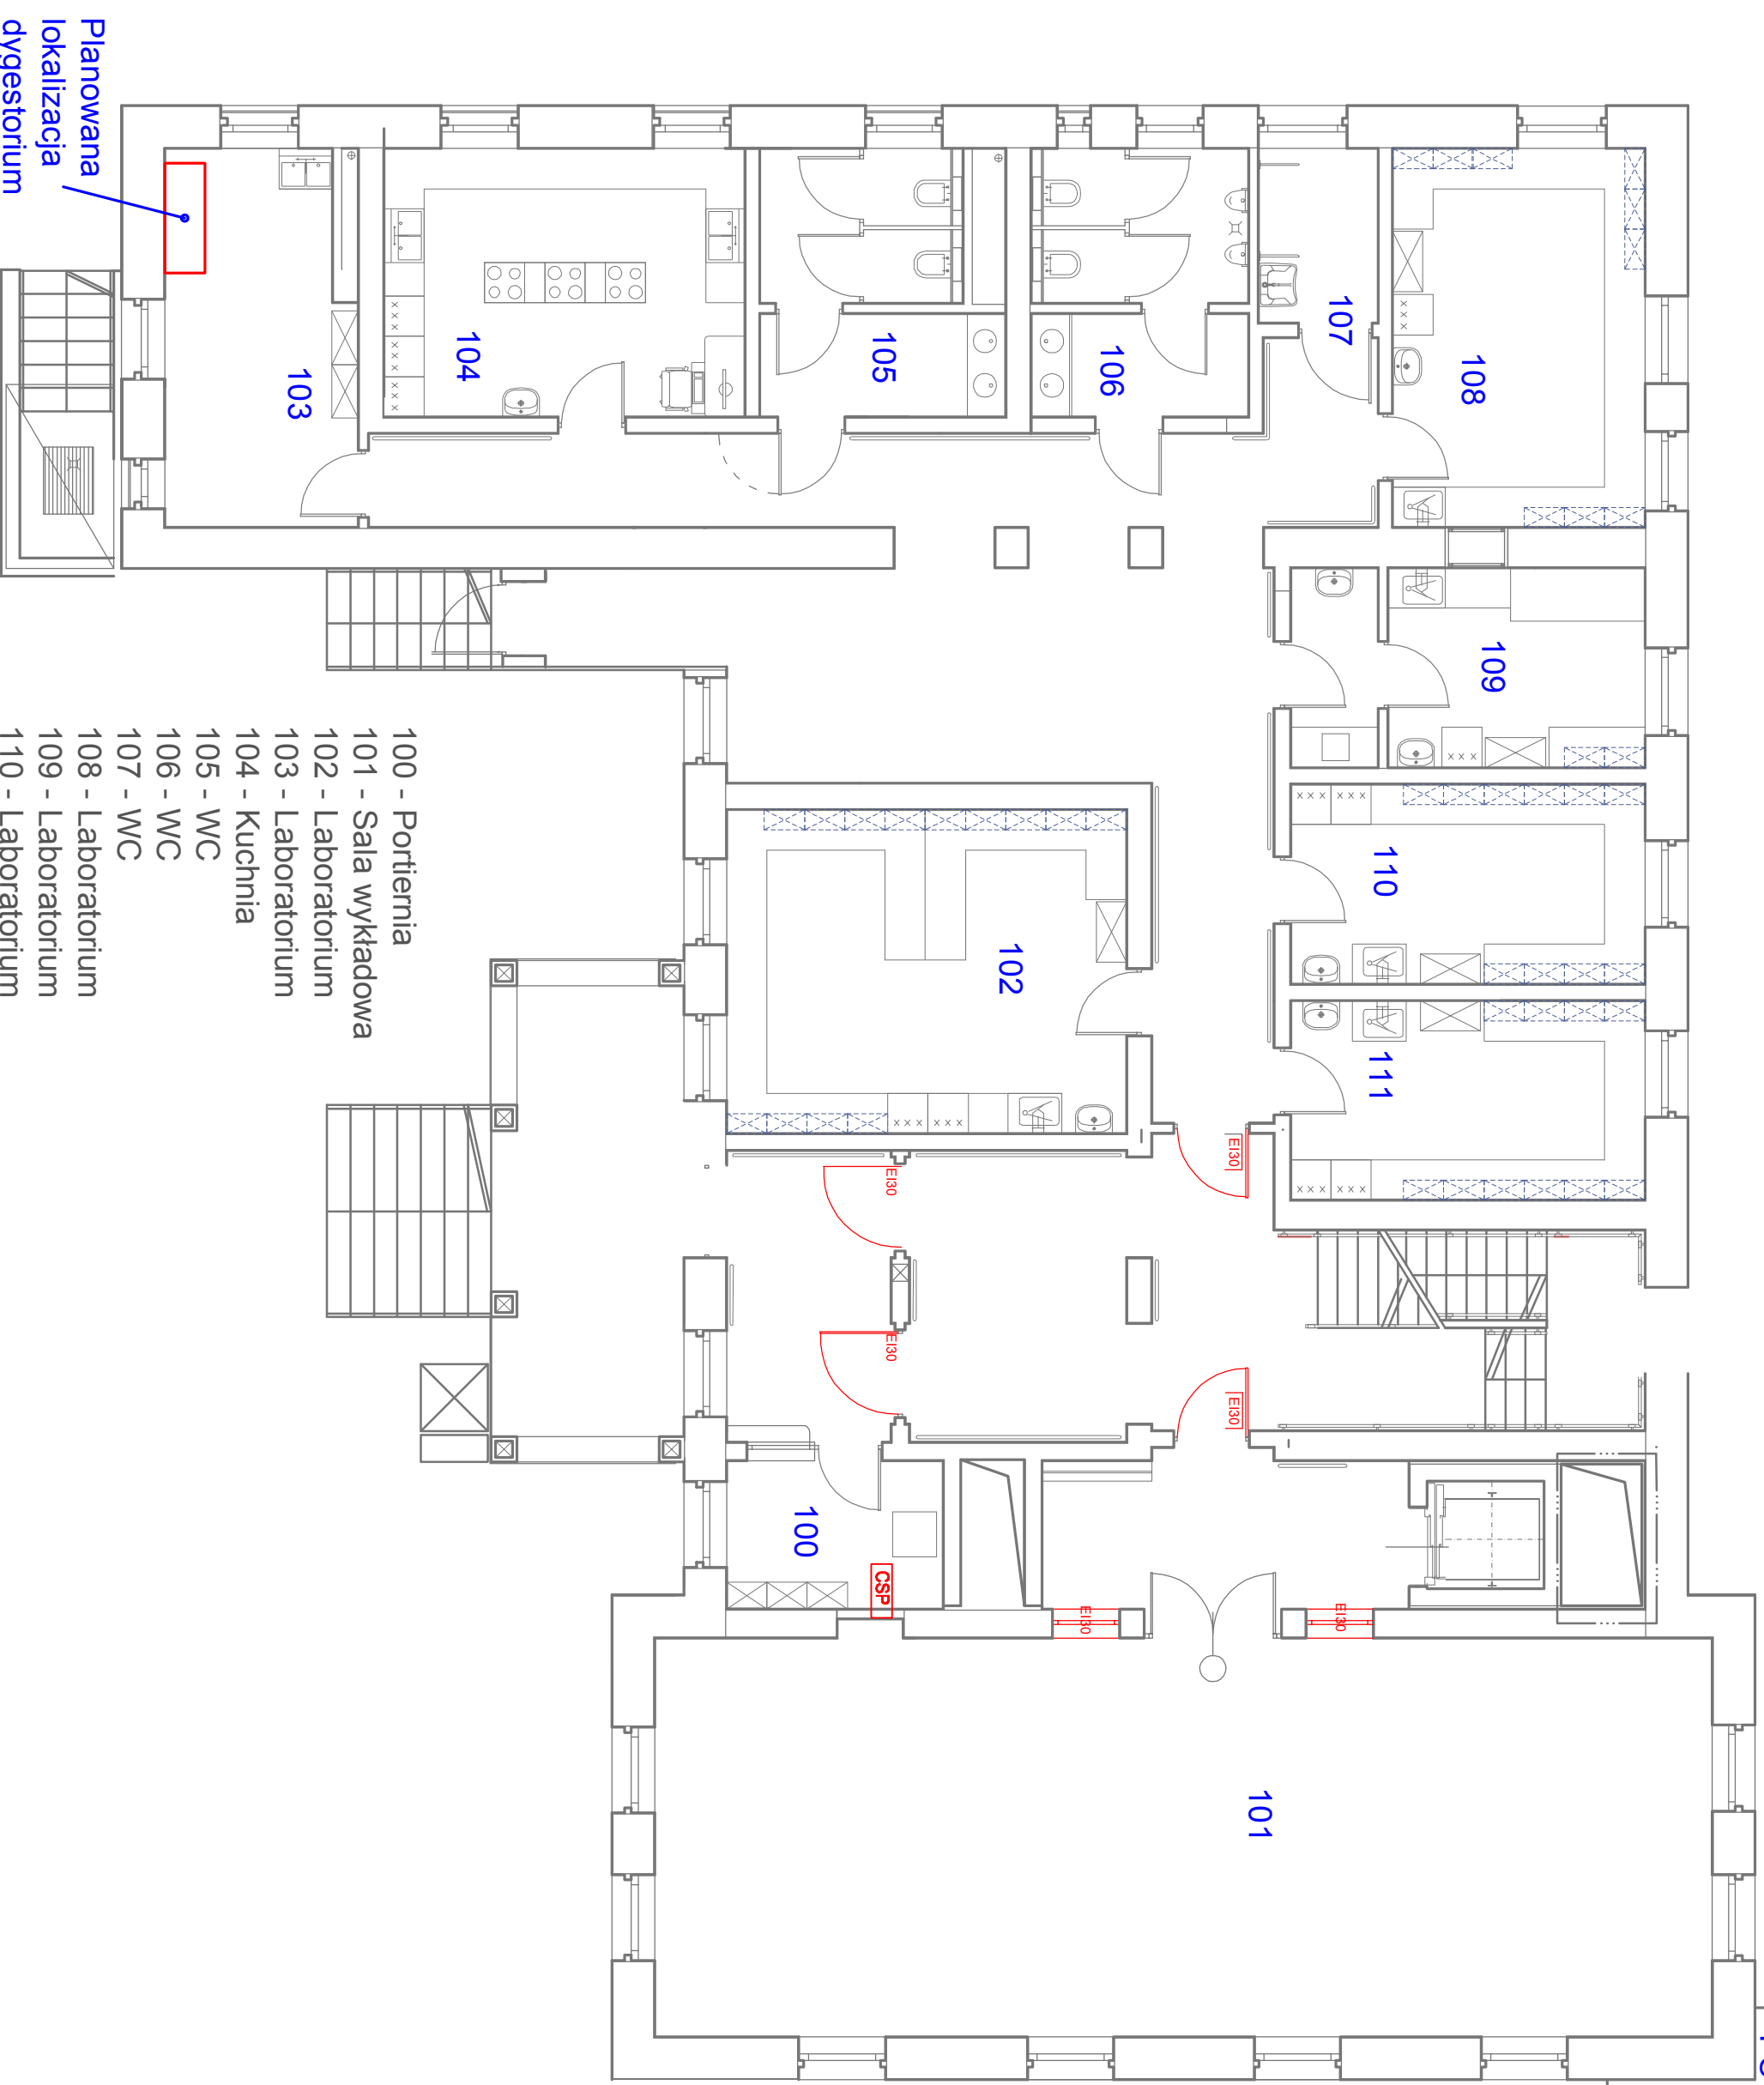 Planowana
lokalizacja
dygestorium
108
107
109
110
111
106
105
104
103
102
101
100
EI30
EI30
EI30
EI30
EI30
EI30
CSP
100 - Portiernia
101 - Sala wykładowa
102 - Laboratorium
103 - Laboratorium
104 - Kuchnia
105 - WC
106 - WC
107 - WC
108 - Laboratorium
109 - Laboratorium
110 - Laboratorium